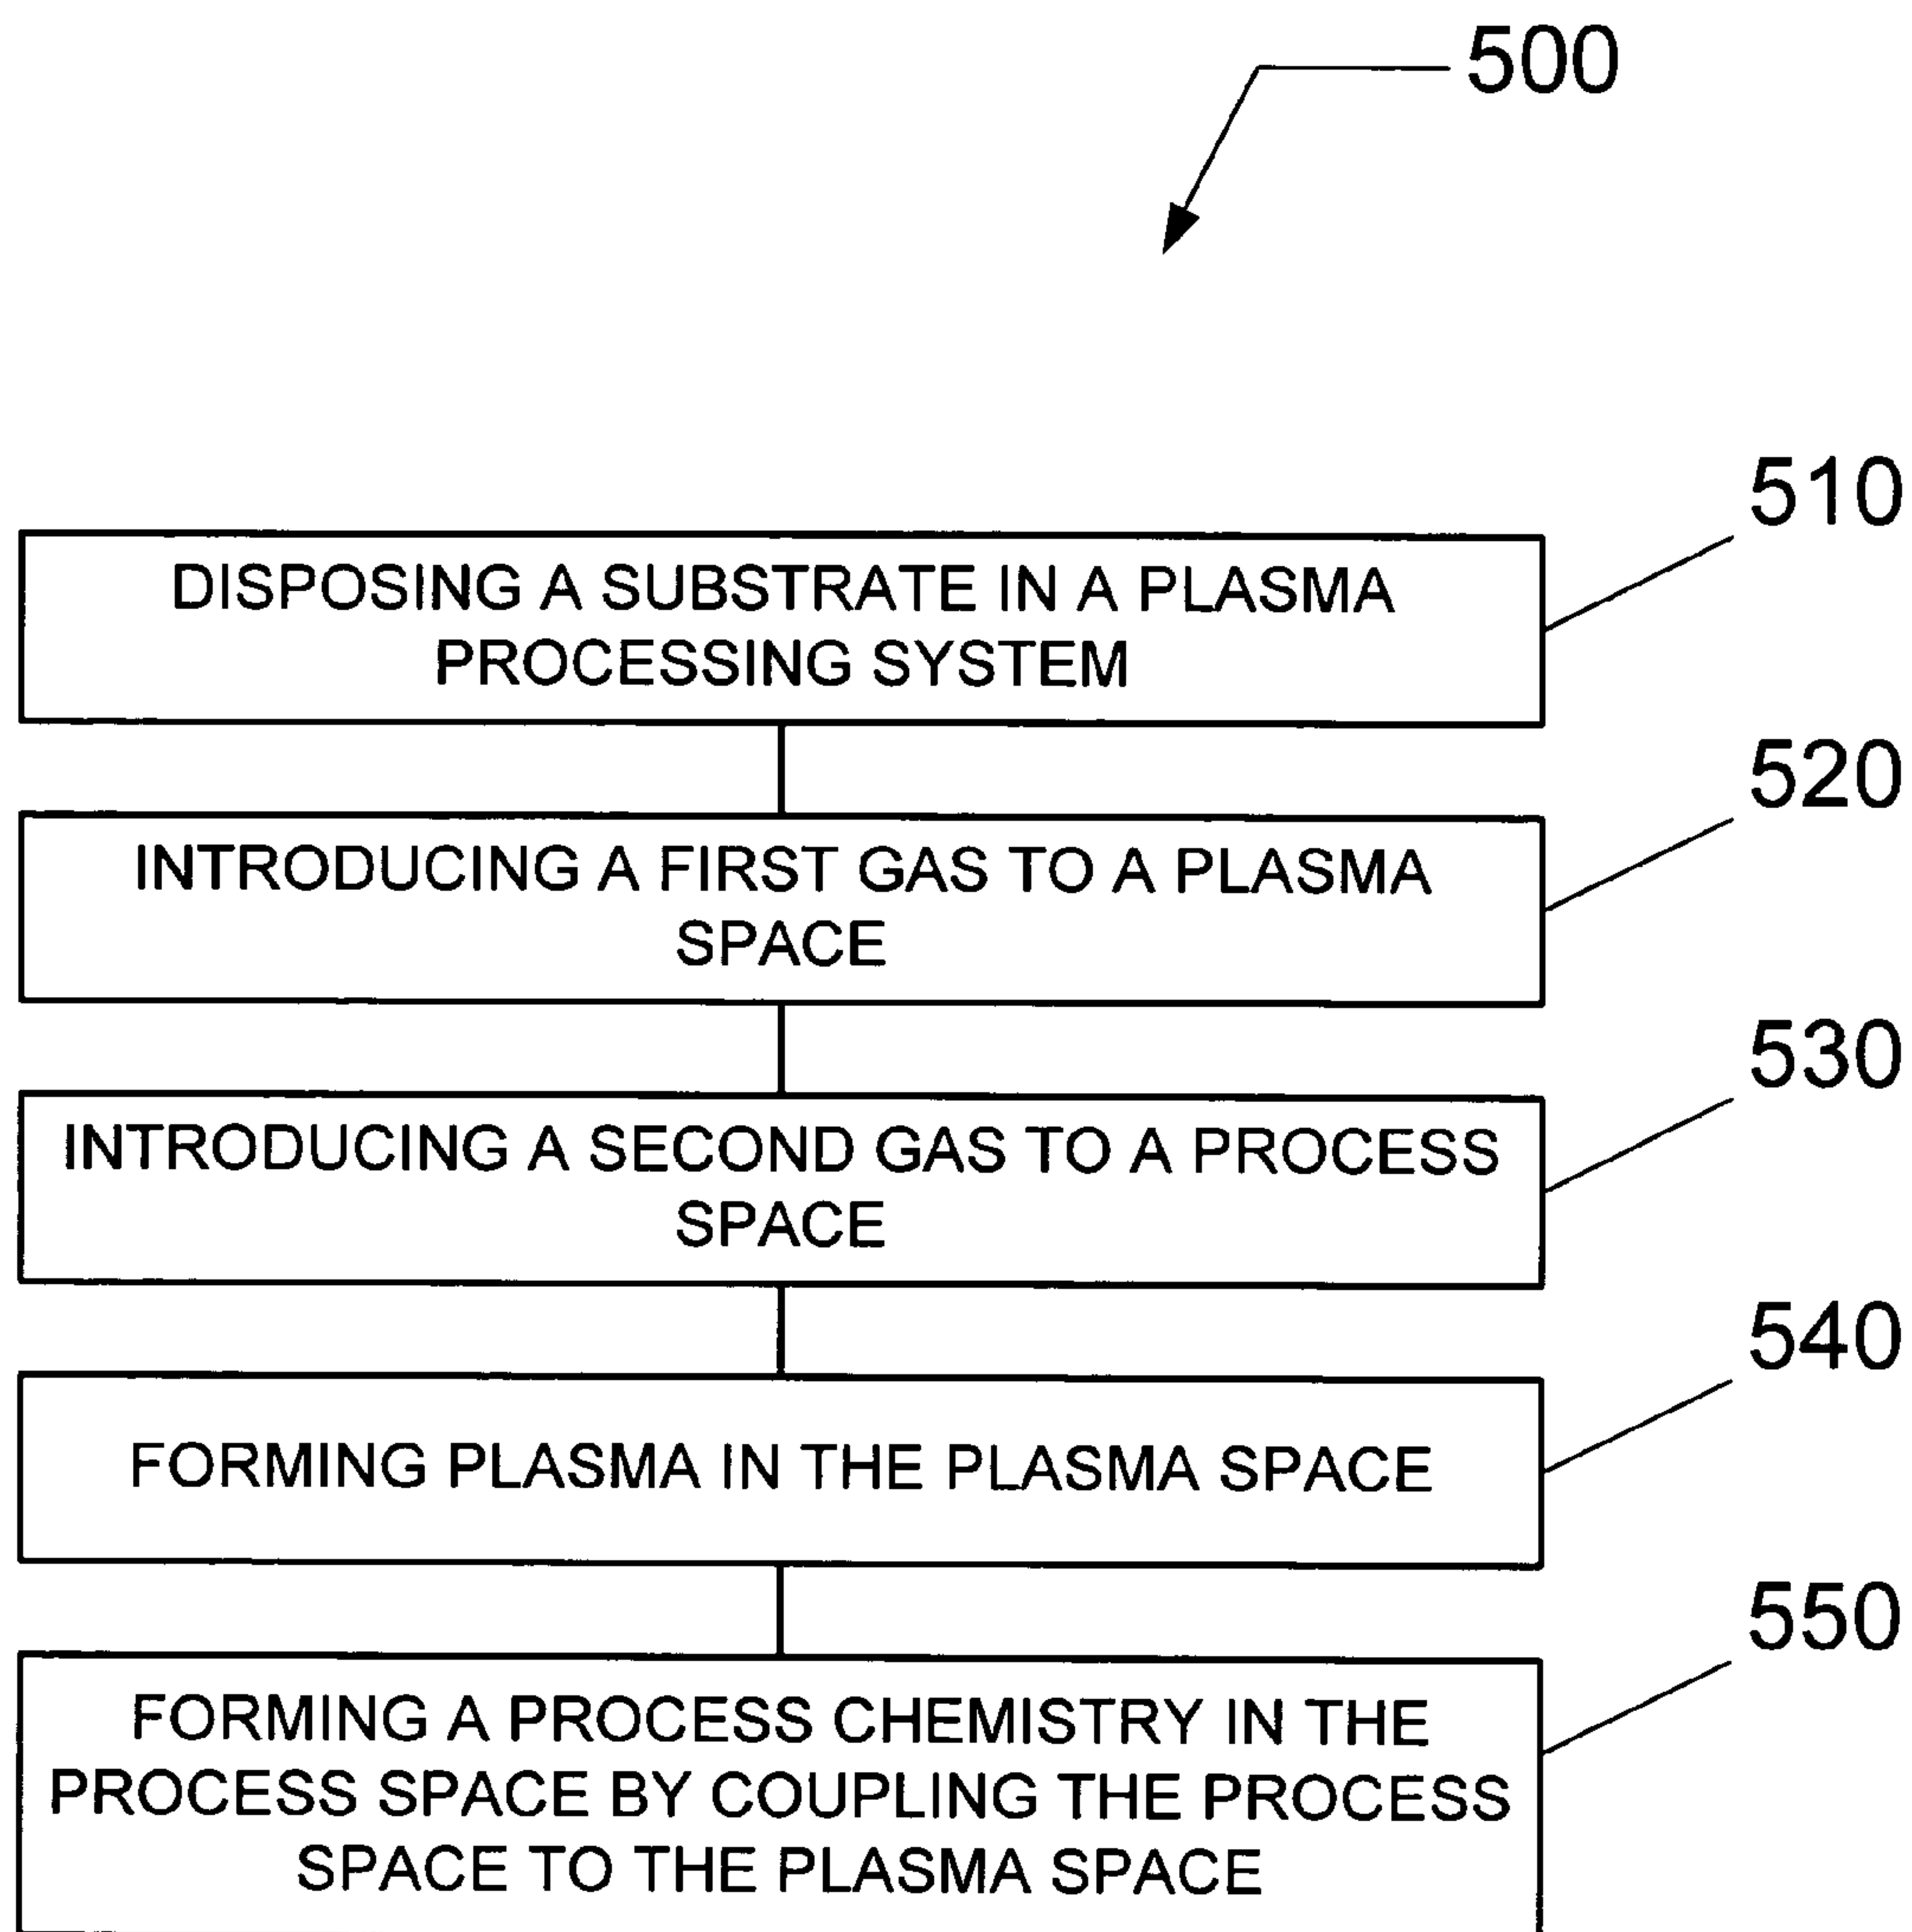 500
510
DISPOSING A SUBSTRATE IN A PLASMA
PROCESSING SYSTEM
520
INTRODUCING A FIRST GAS TO A PLASMA
SPACE
530
INTRODUCING A SECOND GAS TO A PROCESS
SPACE
540
FORMING PLASMA IN THE PLASMA SPACE
550
FORMING A PROCESS CHEMISTRY IN THE
PROCESS SPACE BY COUPLING THE PROCESS
SPACE TO THE PLASMA SPACE